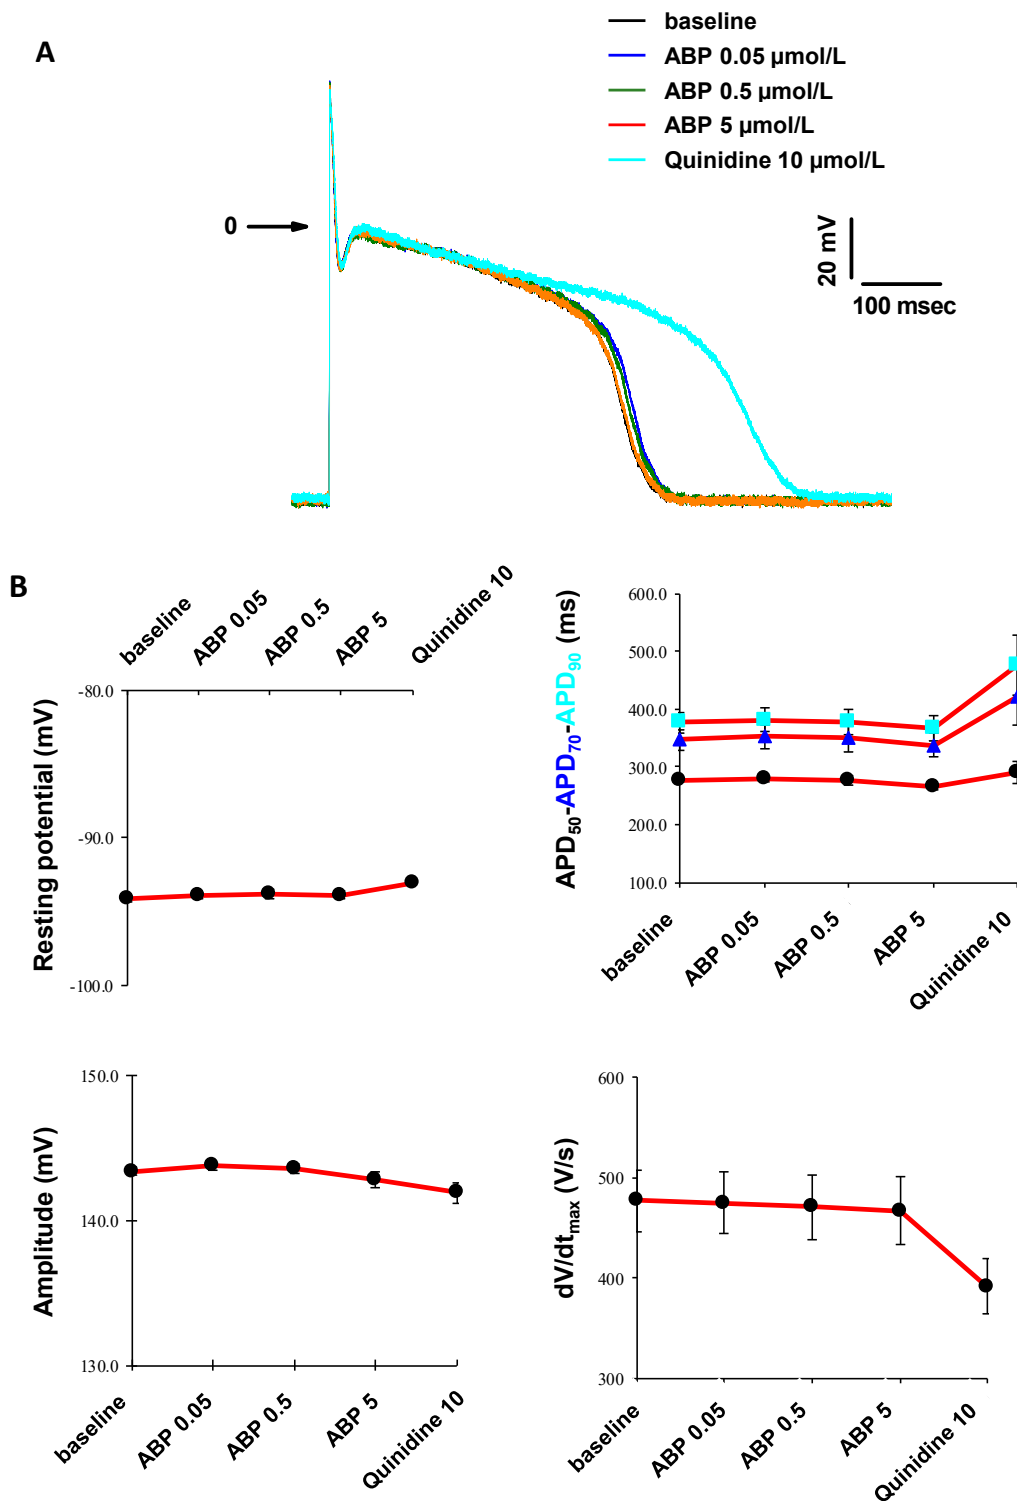 A
baseline
ABP 0.05 µmol/L
ABP 0.5 µmol/L
ABP 5 µmol/L
Quinidine 10 µmol/L
0
20 mV
100 msec
B
baseline
ABP 0.05
ABP 0.5
ABP 5
Quinidine 10
Resting potential (mV)
-80.0
-90.0
-100.0
APD50-APD70-APD90 (ms)
600.0
500.0
400.0
300.0
200.0
100.0
baseline
ABP 0.05
ABP 0.5
ABP 5
Quinidine 10
Amplitude (mV)
150.0
140.0
130.0
baseline
ABP 0.05
ABP 0.5
ABP 5
Quinidine 10
dV/dtmax (V/s)
600
500
400
300
baseline
ABP 0.05
ABP 0.5
ABP 5
Quinidine 10